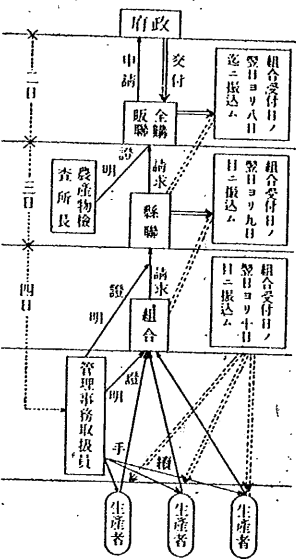 政府
申請
交付
全購
販聯
組合受付日ノ
翌日ヨリ八日
迄ニ振込ム
二日
證明
請求
農産物檢
査所長
縣聯
組合受付日ノ
翌日ヨリ九日
目ニ振込ム
二日
證明
請求
組合
組合受付日ノ
翌日ヨリ十日
目ニ振込ム
四日
管理事務取扱員
證明
手
生産者
生産者
生産者